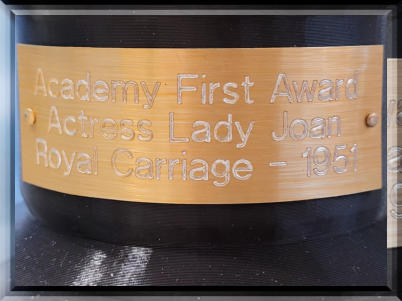 Academy First Award
Actress Lady Joan
Royal Carriage – 1951